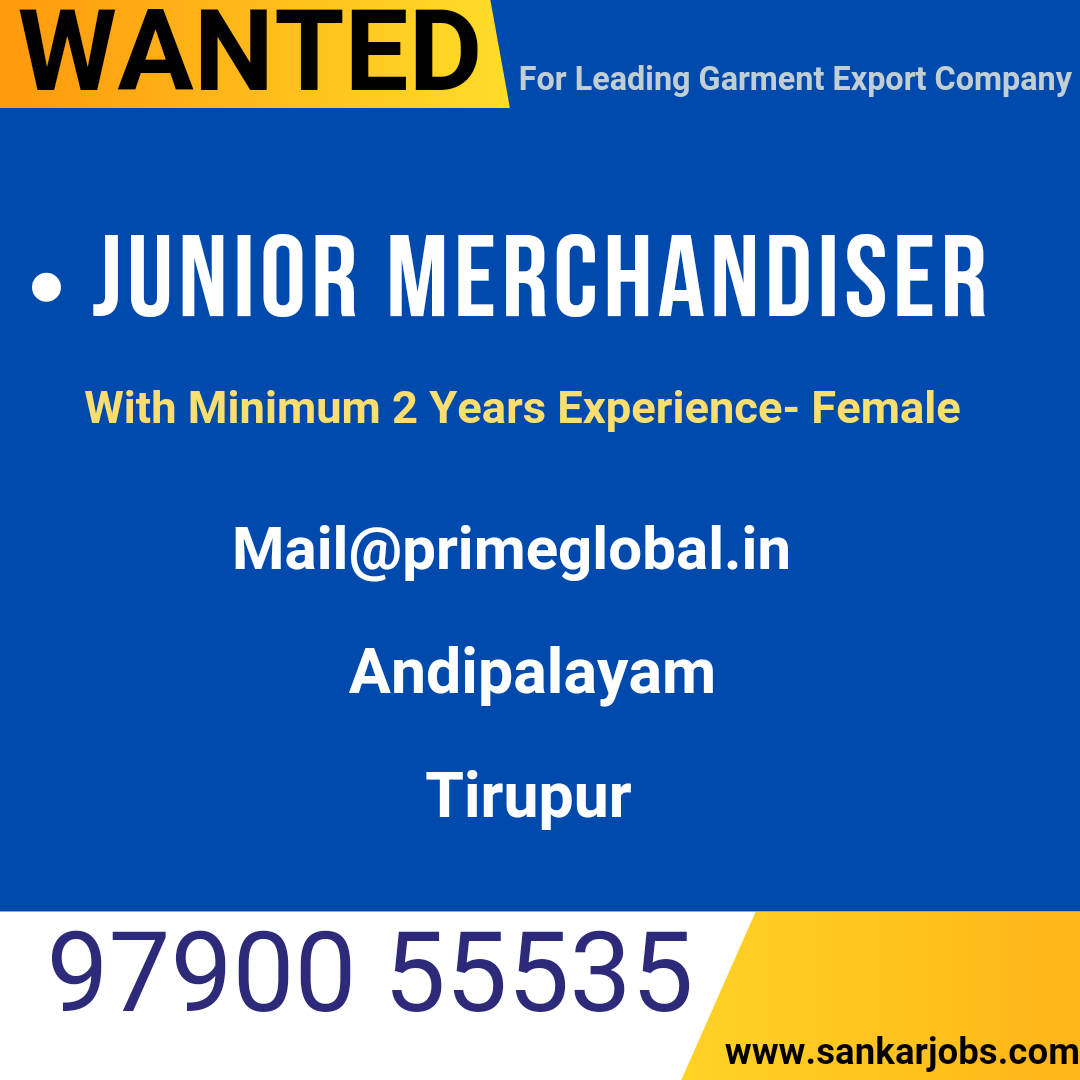 WANTED
For Leading Garment Export Company
• JUNIOR MERCHANDISER
With Minimum 2 Years Experience- Female
Mail@primeglobal.in
Andipalayam
Tirupur
97900 55535
www.sankarjobs.com